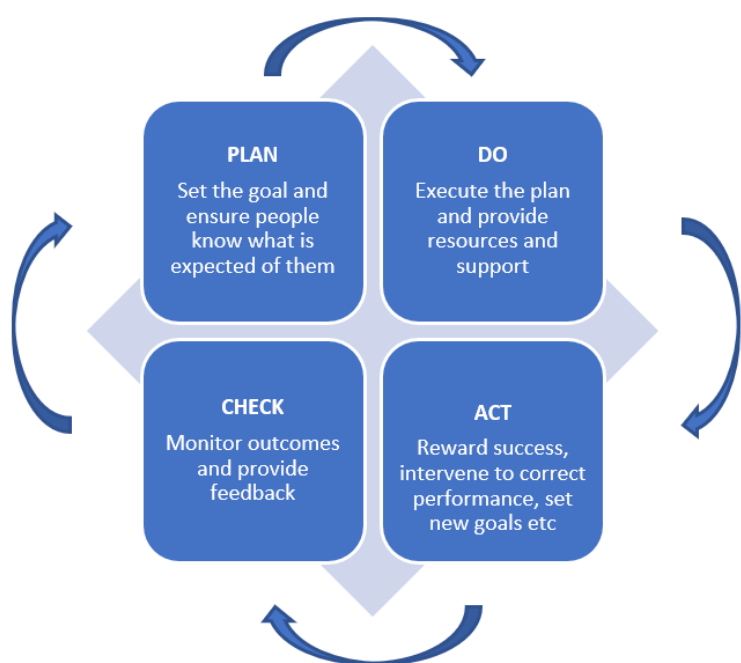 PLAN
Set the goal and
ensure people
know what is
expected of them
DO
Execute the plan
and provide
resources and
support
CHECK
Monitor outcomes
and provide
feedback
ACT
Reward success,
intervene to correct
performance, set
new goals etc